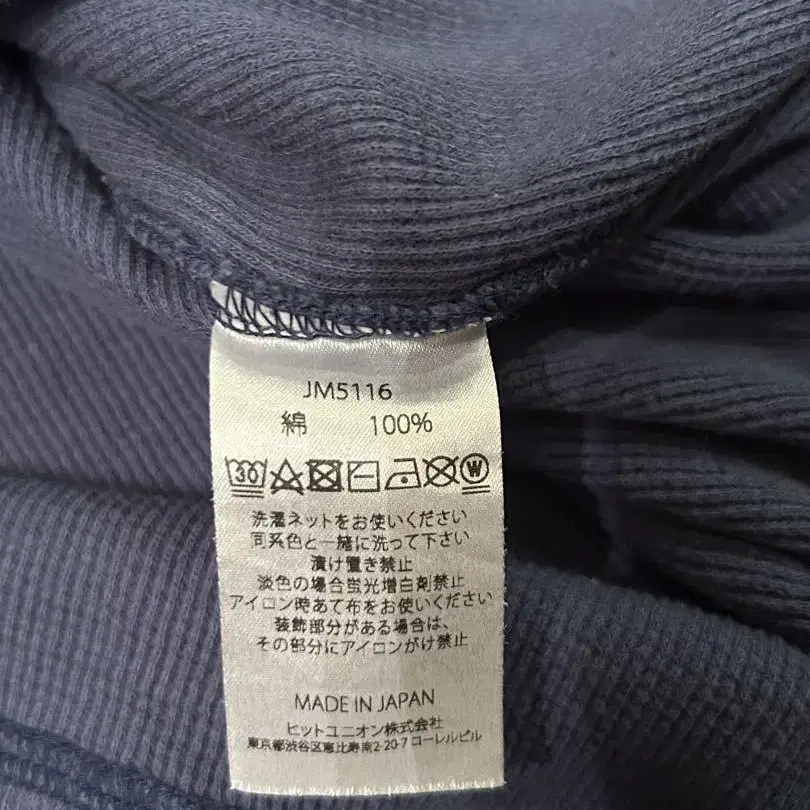 JM5116
綿 100%
30 W
洗濯ネットをお使いください
同系色と一緒に洗って下さい
漬け置き禁止
淡色の場合蛍光増白剤禁止
アイロン時あて布をお使いください
装飾部分がある場合は、
その部分にアイロンがけ禁止
MADE IN JAPAN
ヒットユニオン株式会社
東京都渋谷区恵比寿南2-20-7 コーレルビル